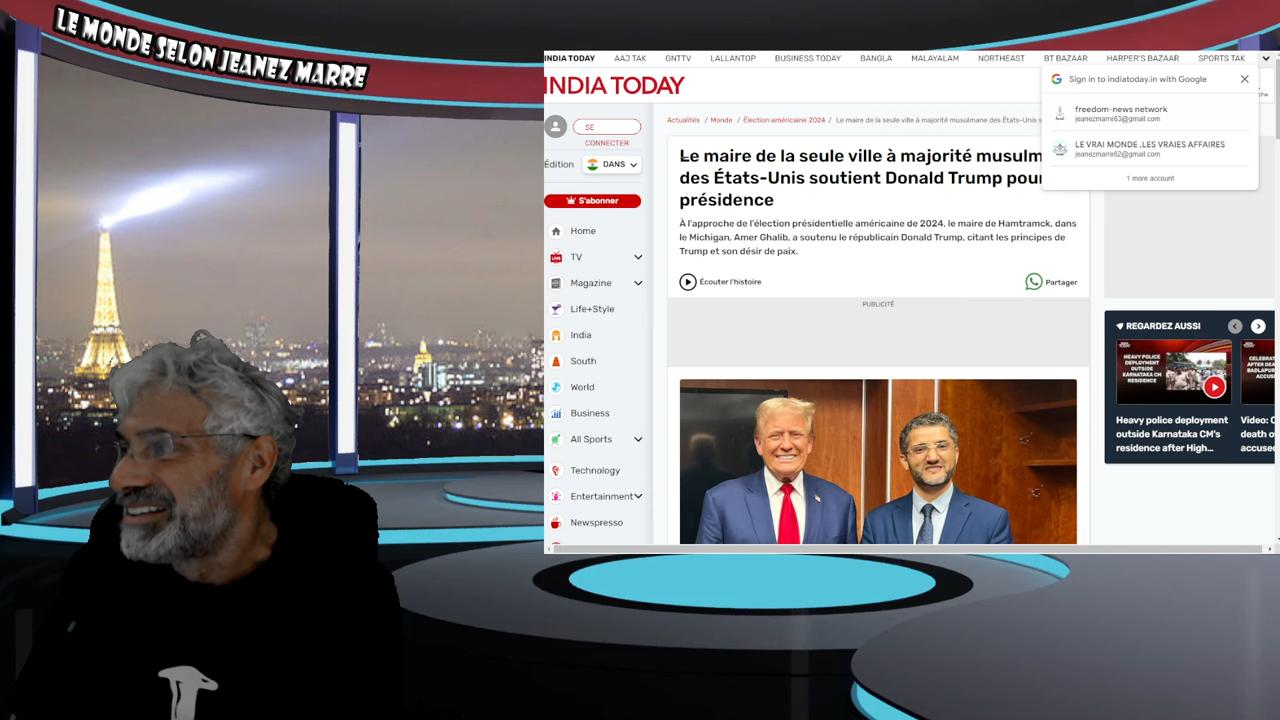 LE MONDE SELON JEANEZ MARRE
INDIA TODAY AAJ TAK GNTTV LALLANTOP BUSINESS TODAY BANGLA MALAYALAM NORTHEAST BT BAZAAR HARPER'S BAZAAR SPORTS TAK
INDIA TODAY
Sign in to indiatoday.in with Google
freedom-news network
jeanezmarre63@gmail.com
LE VRAI MONDE ,LES VRAIES AFFAIRES
jeanezmarre62@gmail.com
1 more account
SE
CONNECTER
Édition
DANS
S'abonner
Home
TV
LIVE
Magazine
Life+Style
India
South
World
Business
All Sports
Technology
Entertainment
Newspresso
Actualités / Monde / Élection américaine 2024 / Le maire de la seule ville à majorité musulmane des États-Unis s
Le maire de la seule ville à majorité musulm
des États-Unis soutient Donald Trump pour
présidence
À l'approche de l'élection présidentielle américaine de 2024, le maire de Hamtramck, dans
le Michigan, Amer Ghalib, a soutenu le républicain Donald Trump, citant les principes de
Trump et son désir de paix.
Écouter l'histoire
Partager
PUBLICITÉ
REGARDEZ AUSSI
HEAVY POLICE
DEPLOYMENT
OUTSIDE
KARNATAKA CM'S
RESIDENCE
Heavy police deployment
outside Karnataka CM's
residence after High...
CELEBRAT
AFTER DEA
BADLAPUR
ACCUSE
Video: C
death o
accused